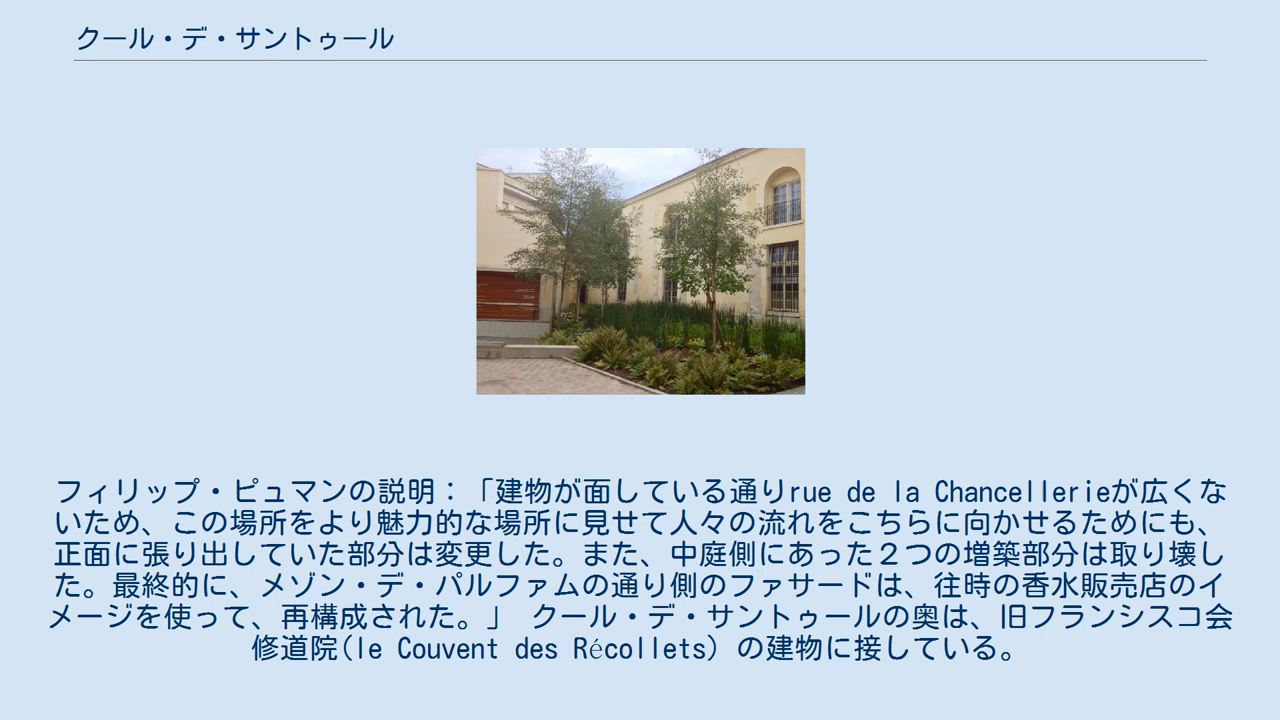 クール・デ・サントゥール
フィリップ・ピュマンの説明：「建物が面している通りrue de la Chancellerieが広くな
いため、この場所をより魅力的な場所に見せて人々の流れをこちらに向かせるためにも、
正面に張り出していた部分は変更した。また、中庭側にあった２つの増築部分は取り壊し
た。最終的に、メゾン・デ・パルファムの通り側のファサードは、往時の香水販売店のイ
メージを使って、再構成された。」 クール・デ・サントゥールの奥は、旧フランシスコ会
修道院(le Couvent des Récollets) の建物に接している。